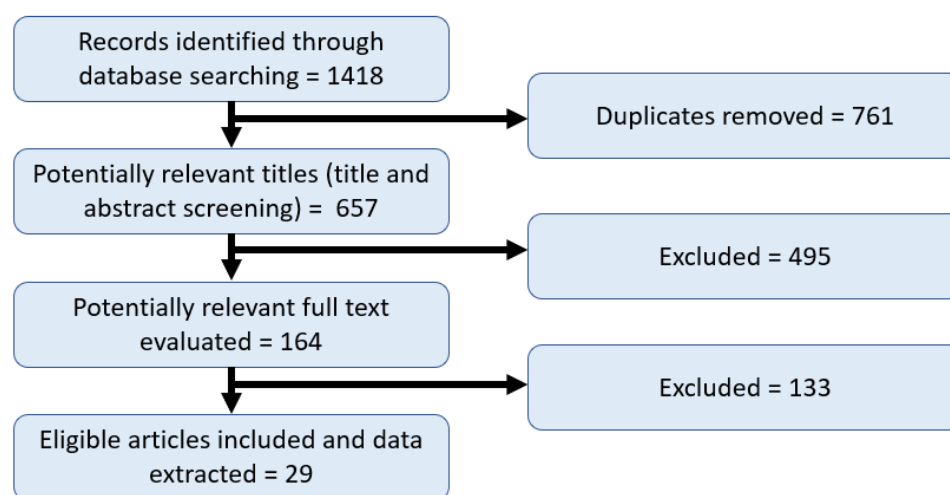 Records identified through
database searching = 1418
Duplicates removed = 761
Potentially relevant titles (title and
abstract screening) = 657
Excluded = 495
Potentially relevant full text
evaluated = 164
Excluded = 133
Eligible articles included and data
extracted = 29